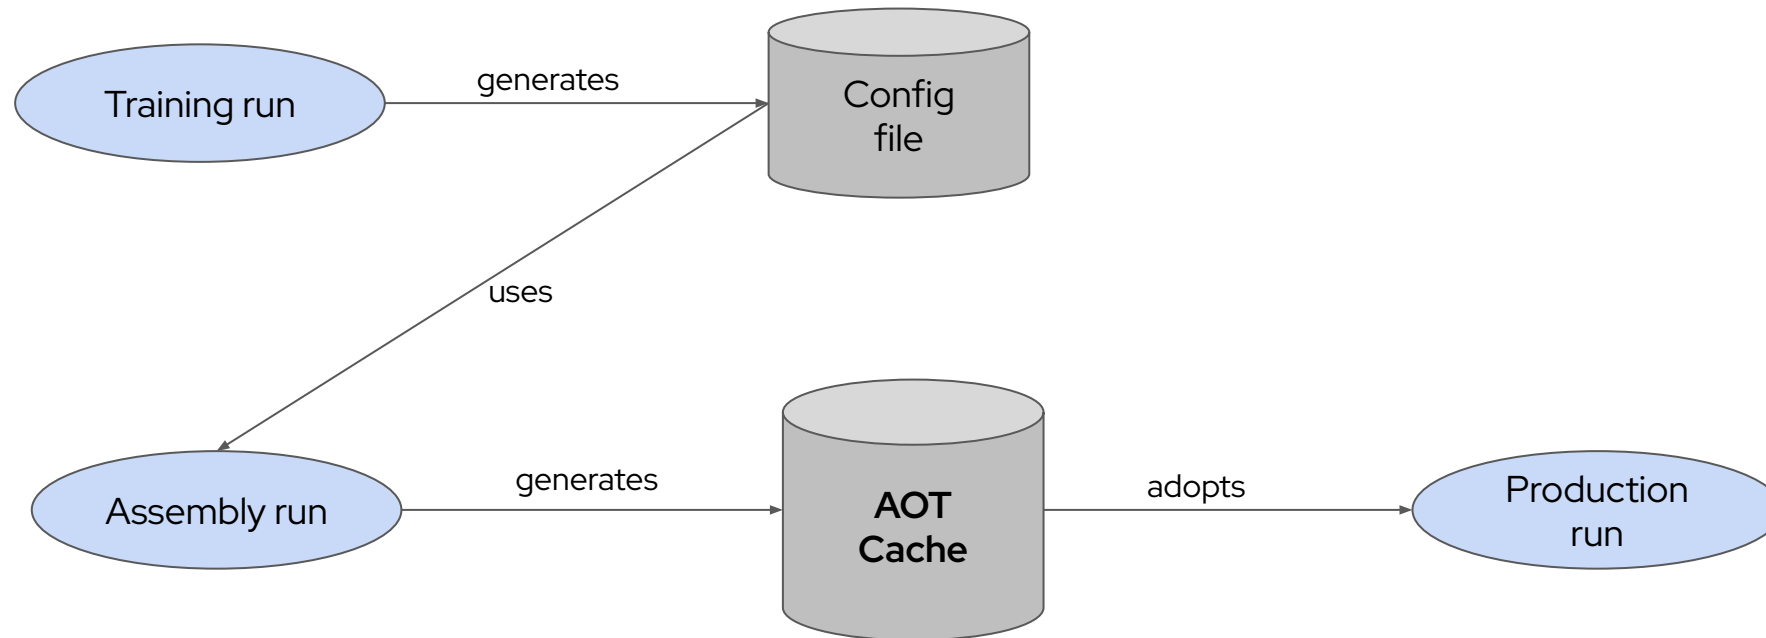 Training run
generates
Config
file
uses
Assembly run
generates
AOT
Cache
adopts
Production
run